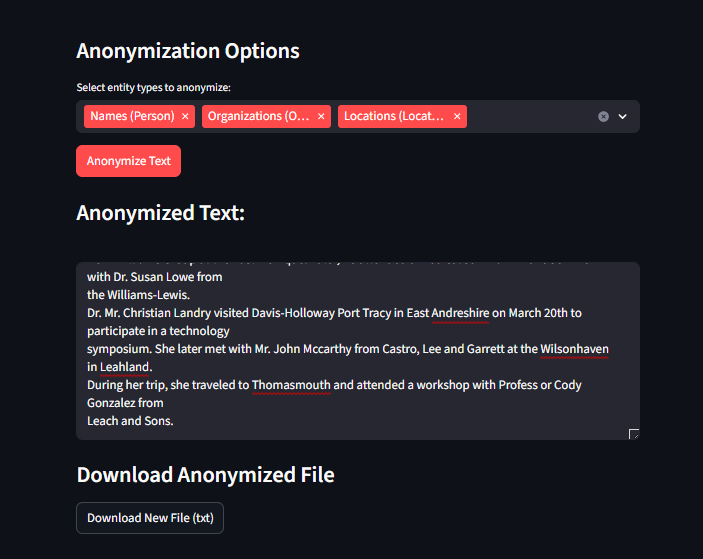 Anonymization Options
Select entity types to anonymize:
Names (Person) × Organizations (O... × Locations (Locat... ×
Anonymize Text
Anonymized Text:
with Dr. Susan Lowe from
the Williams-Lewis.
Dr. Mr. Christian Landry visited Davis-Holloway Port Tracy in East Andreshire on March 20th to
participate in a technology
symposium. She later met with Mr. John Mccarthy from Castro, Lee and Garrett at the Wilsonhaven
in Leahland.
During her trip, she traveled to Thomasmouth and attended a workshop with Profess or Cody
Gonzalez from
Leach and Sons.
Download Anonymized File
Download New File (txt)